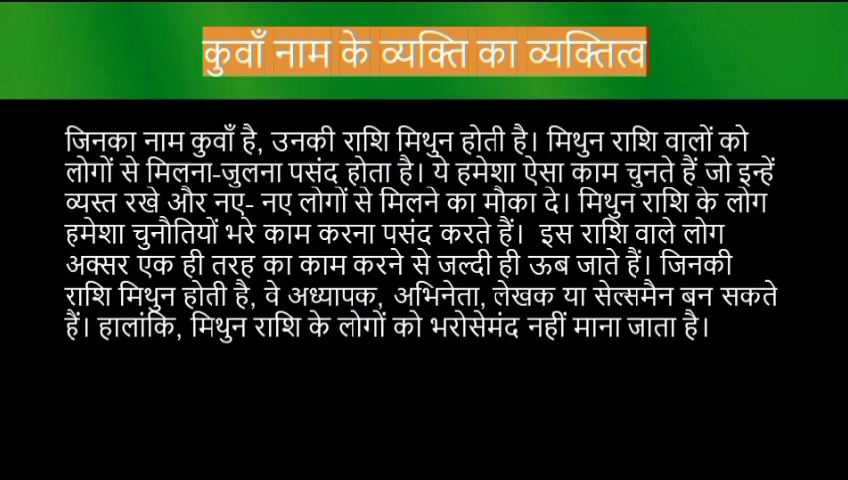 कुवाँ नाम के व्यक्ति का व्यक्तित्व
जिनका नाम कुवाँ है, उनकी राशि मिथुन होती है। मिथुन राशि वालों को
लोगों से मिलना-जुलना पसंद होता है। ये हमेशा ऐसा काम चुनते हैं जो इन्हें
व्यस्त रखे और नए- नए लोगों से मिलने का मौका दे। मिथुन राशि के लोग
हमेशा चुनौतियों भरे काम करना पसंद करते हैं।  इस राशि वाले लोग
अक्सर एक ही तरह का काम करने से जल्दी ही ऊब जाते हैं। जिनकी
राशि मिथुन होती है, वे अध्यापक, अभिनेता, लेखक या सेल्समैन बन सकते
हैं। हालांकि, मिथुन राशि के लोगों को भरोसेमंद नहीं माना जाता है।